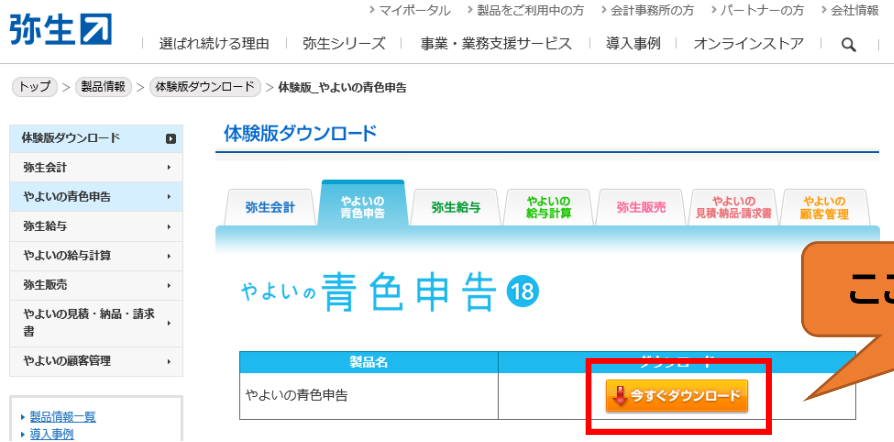 マイポータル 製品をご利用中の方 会計事務所の方 パートナーの方 会社情報
弥生
選ばれ続ける理由 弥生シリーズ 事業・業務支援サービス 導入事例 オンラインストア
トップ > 製品情報 > 体験版ダウンロード > 体験版_やよいの青色申告
体験版ダウンロード
弥生会計
やよいの青色申告
弥生給与
やよいの給与計算
弥生販売
やよいの見積・納品・請求
書
やよいの顧客管理
製品情報一覧
導入事例
体験版ダウンロード
弥生会計
やよいの
青色申告
弥生給与
やよいの
給与計算
弥生販売
やよいの
見積・納品・請求書
やよいの
顧客管理
やよいの青色申告18
ここ
製品名 ダウンロード
やよいの青色申告 今すぐダウンロード